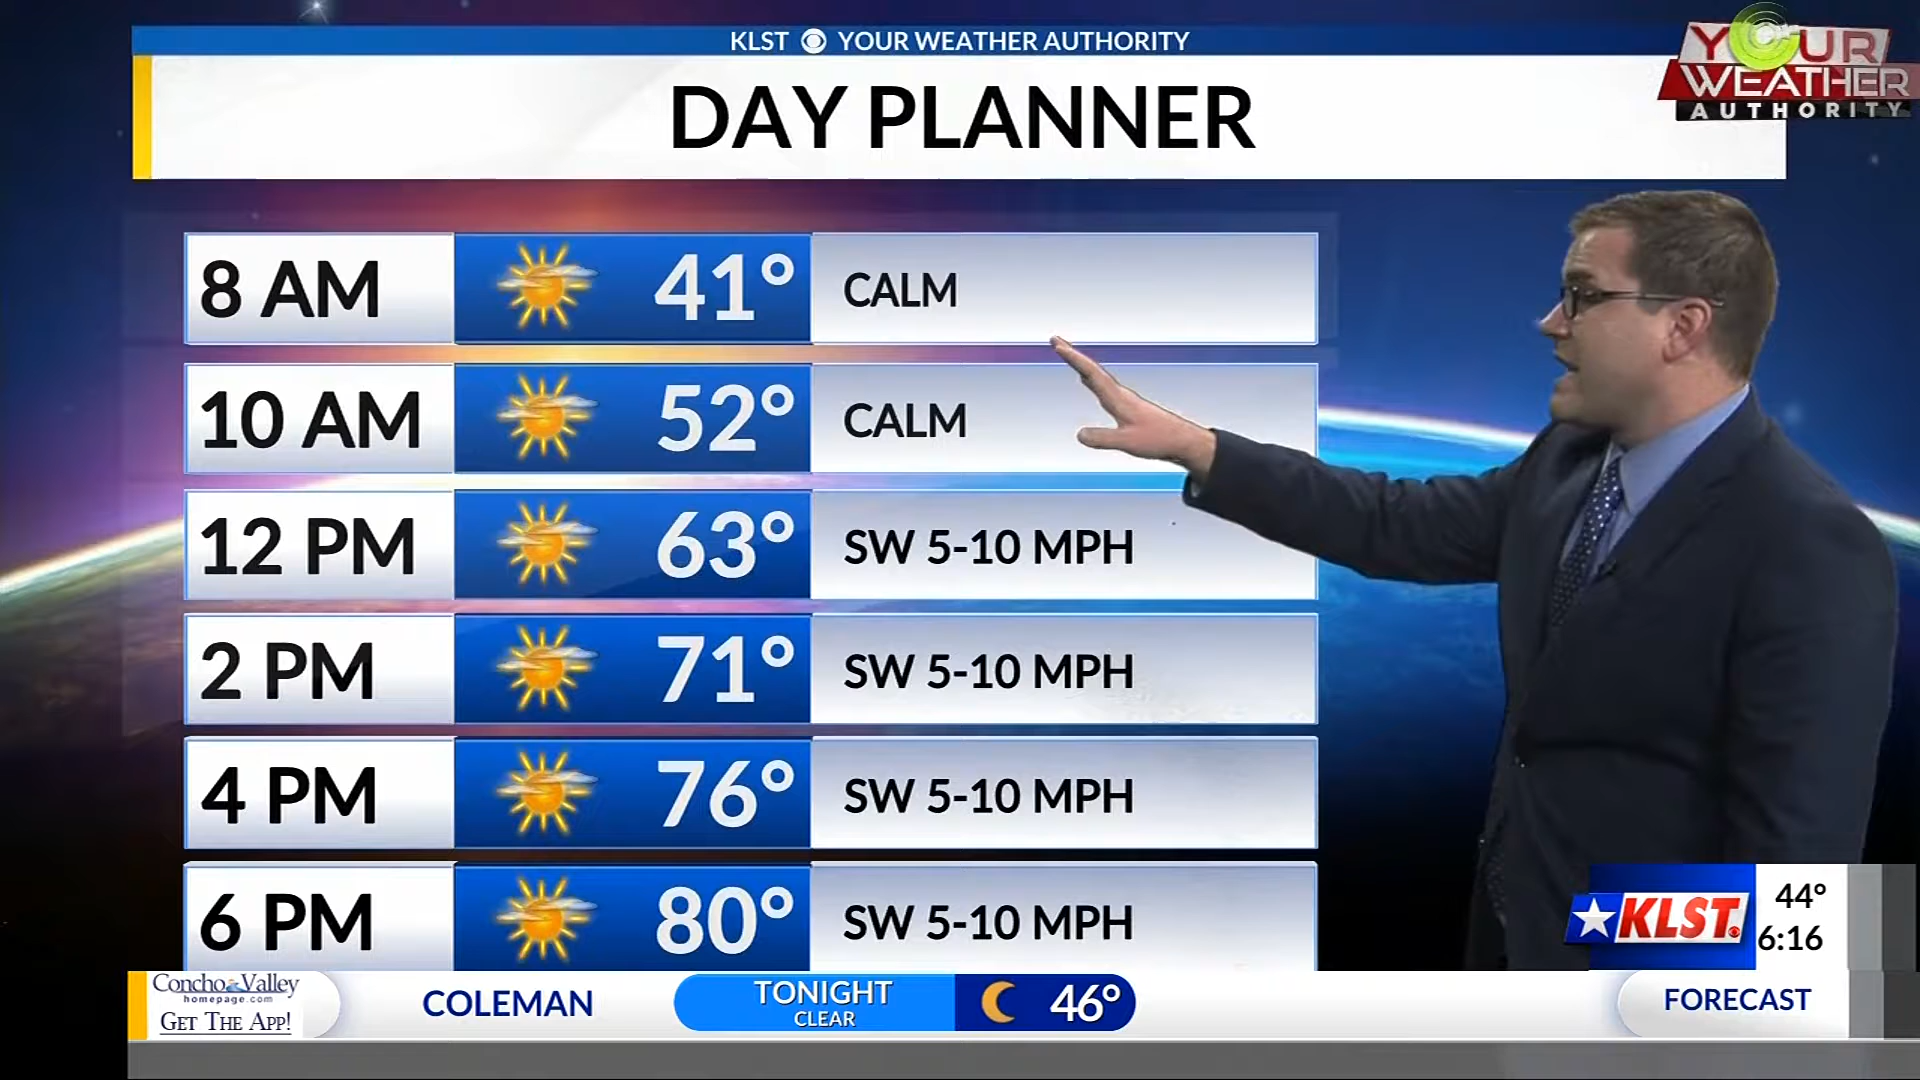 KLST YOUR WEATHER AUTHORITY
YOUR
WEATHER
AUTHORITY
DAY PLANNER
8 AM 41° CALM
10 AM 52° CALM
12 PM 63° SW 5-10 MPH
2 PM 71° SW 5-10 MPH
4 PM 76° SW 5-10 MPH
6 PM 80° SW 5-10 MPH
KLST
44°
6:16
Concho Valley
homepage.com
GET THE APP!
COLEMAN
TONIGHT
CLEAR
46°
FORECAST